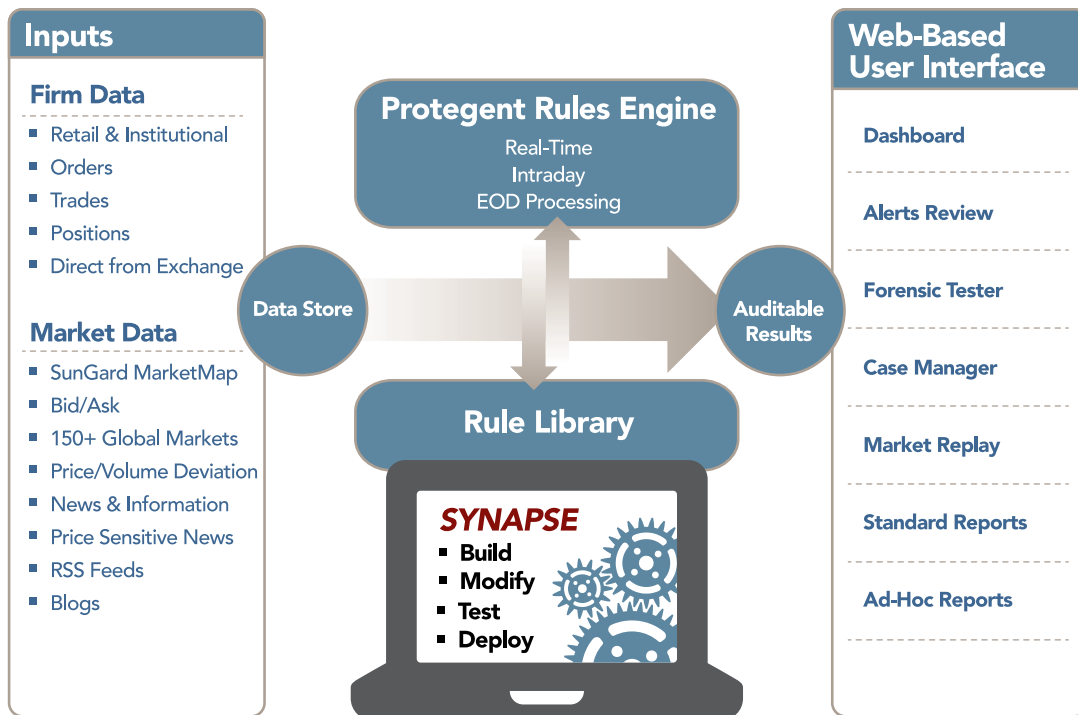 Inputs
Firm Data
Retail & Institutional
Orders
Trades
Positions
Direct from Exchange
Market Data
SunGard MarketMap
Bid/Ask
150+ Global Markets
Price/Volume Deviation
News & Information
Price Sensitive News
RSS Feeds
Blogs
Data Store
Protegent Rules Engine
Real-Time
Intraday
EOD Processing
Rule Library
SYNAPSE
Build
Modify
Test
Deploy
Auditable
Results
Web-Based
User Interface
Dashboard
Alerts Review
Forensic Tester
Case Manager
Market Replay
Standard Reports
Ad-Hoc Reports